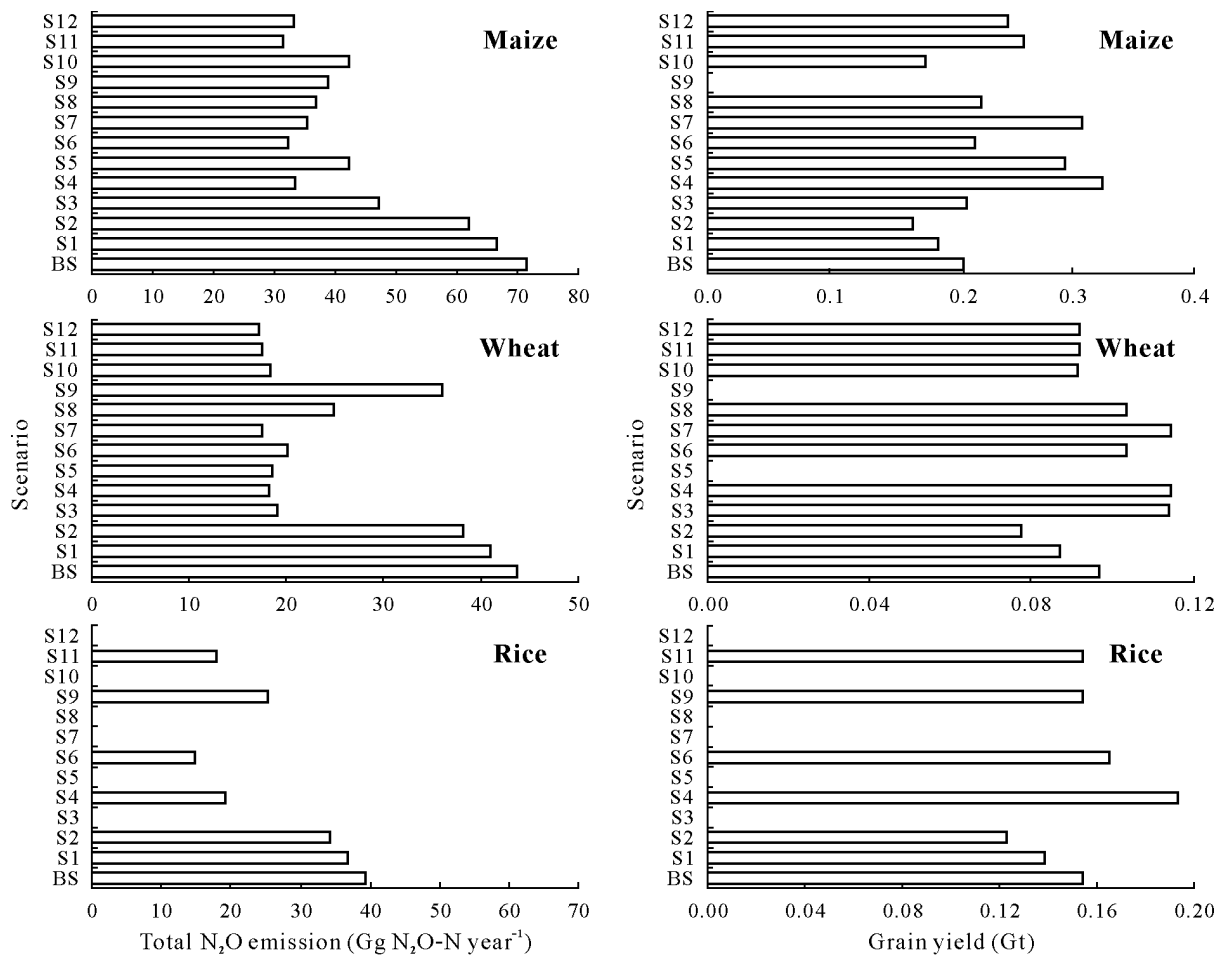 S12
S11
S10
S9
S8
S7
S6
S5
S4
S3
S2
S1
BS
Maize
0 10 20 30 40 50 60 70 80
S12
S11
S10
S9
S8
S7
S6
S5
S4
S3
S2
S1
BS
Maize
0.0 0.1 0.2 0.3 0.4
Scenario
S12
S11
S10
S9
S8
S7
S6
S5
S4
S3
S2
S1
BS
Wheat
0 10 20 30 40 50
Scenario
S12
S11
S10
S9
S8
S7
S6
S5
S4
S3
S2
S1
BS
Wheat
0.00 0.04 0.08 0.12
S12
S11
S10
S9
S8
S7
S6
S5
S4
S3
S2
S1
BS
Rice
0 10 20 30 40 50 60 70
Total N₂O emission (Gg N₂O-N year⁻¹)
S12
S11
S10
S9
S8
S7
S6
S5
S4
S3
S2
S1
BS
Rice
0.00 0.04 0.08 0.12 0.16 0.20
Grain yield (Gt)